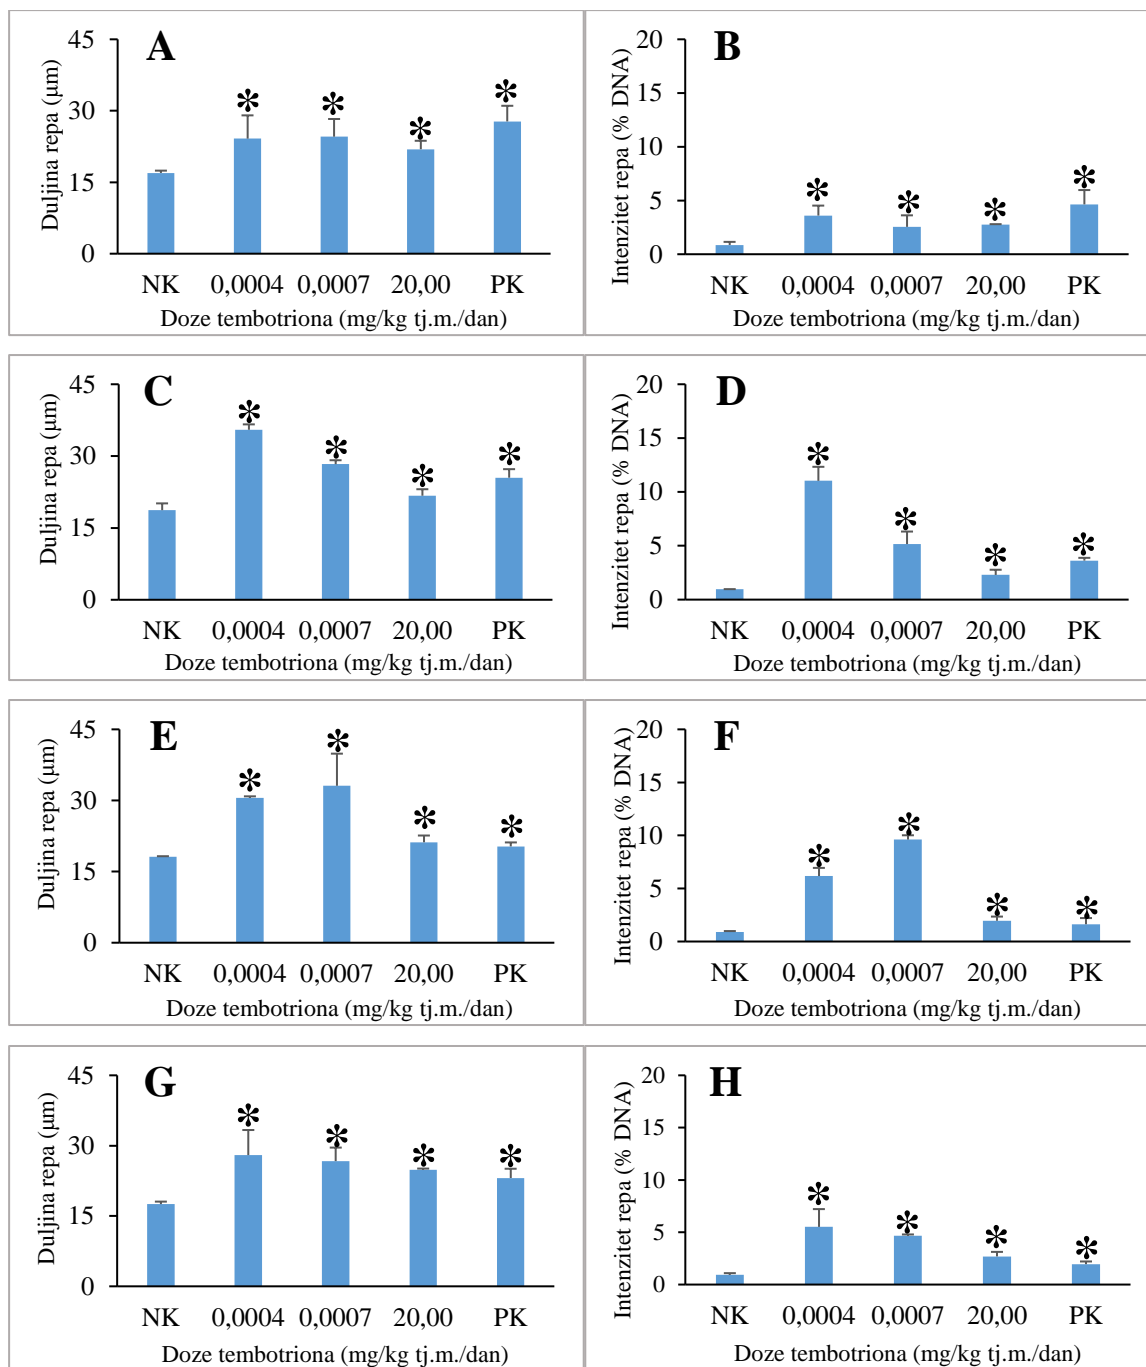 A
Duljina repa (µm)
45
30
15
0
* * * *
NK 0,0004 0,0007 20,00 PK
Doze tembotriona (mg/kg tj.m./dan)
B
Intenzitet repa (% DNA)
20
15
10
5
0
* * * *
NK 0,0004 0,0007 20,00 PK
Doze tembotriona (mg/kg tj.m./dan)
C
Duljina repa (µm)
45
30
15
0
* * * *
NK 0,0004 0,0007 20,00 PK
Doze tembotriona (mg/kg tj.m./dan)
D
Intenzitet repa (% DNA)
20
15
10
5
0
* * * *
NK 0,0004 0,0007 20,00 PK
Doze tembotriona (mg/kg tj.m./dan)
E
Duljina repa (µm)
45
30
15
0
* * * *
NK 0,0004 0,0007 20,00 PK
Doze tembotriona (mg/kg tj.m./dan)
F
Intenzitet repa (% DNA)
20
15
10
5
0
* * * *
NK 0,0004 0,0007 20,00 PK
Doze tembotriona (mg/kg tj.m./dan)
G
Duljina repa (µm)
45
30
15
0
* * * *
NK 0,0004 0,0007 20,00 PK
Doze tembotriona (mg/kg tj.m./dan)
H
Intenzitet repa (% DNA)
20
15
10
5
0
* * * *
NK 0,0004 0,0007 20,00 PK
Doze tembotriona (mg/kg tj.m./dan)